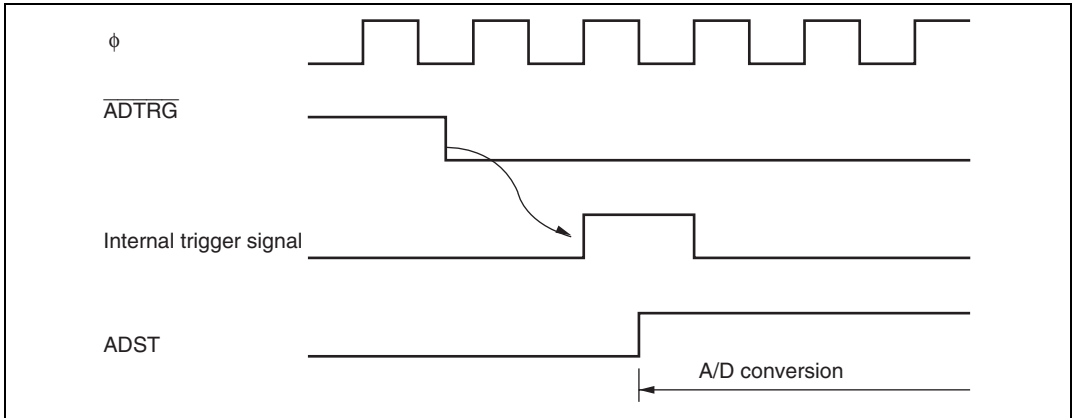 ϕ
ADTRG
Internal trigger signal
ADST
A/D conversion